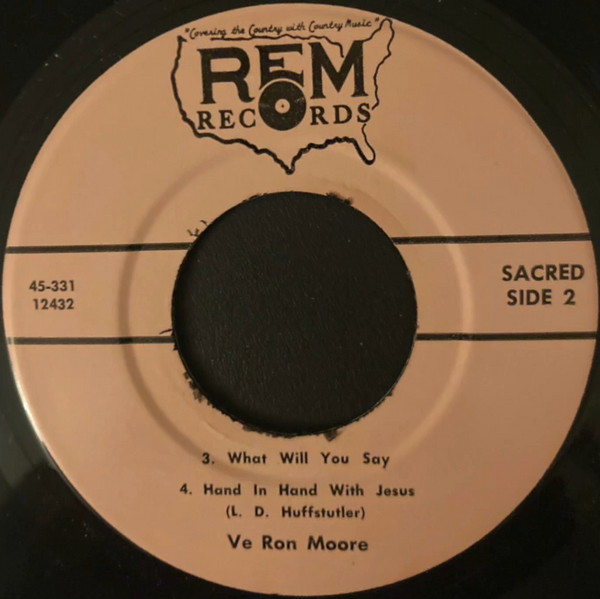 "Covering the Country with Country Music"
REM
RECORDS
45-331
12432
SACRED
SIDE 2
3. What Will You Say
4. Hand In Hand With Jesus
(L. D. Huffstutler)
Ve Ron Moore